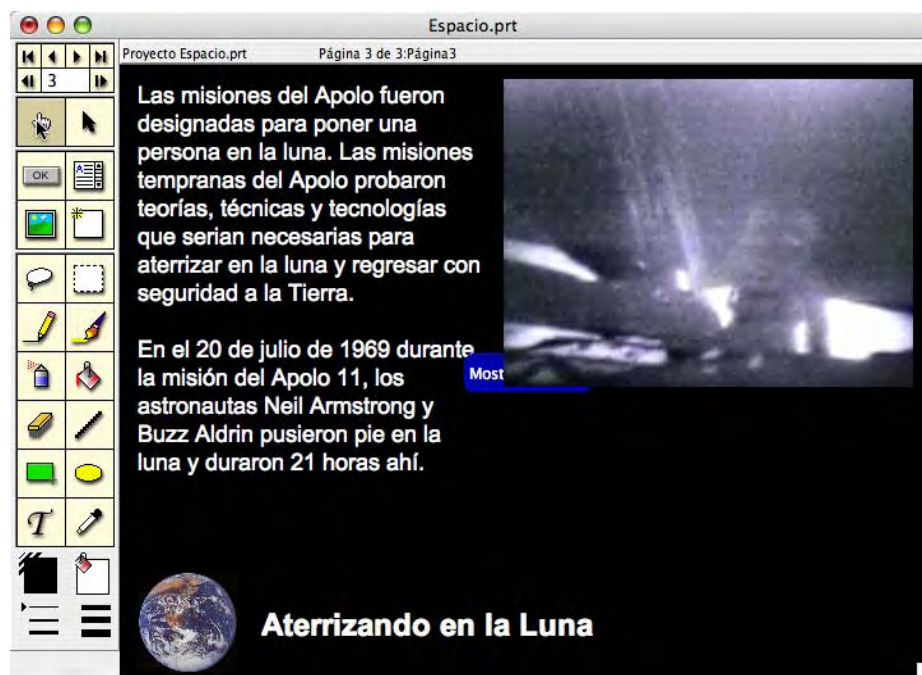 Espacio.prt
Proyecto Espacio.prt Página 3 de 3:Página3
3
OK
A
T
Las misiones del Apolo fueron
designadas para poner una
persona en la luna. Las misiones
tempranas del Apolo probaron
teorías, técnicas y tecnologías
que serian necesarias para
aterrizar en la luna y regresar con
seguridad a la Tierra.
En el 20 de julio de 1969 durante
la misión del Apolo 11, los
astronautas Neil Armstrong y
Buzz Aldrin pusieron pie en la
luna y duraron 21 horas ahí.
Most
Aterrizando en la Luna